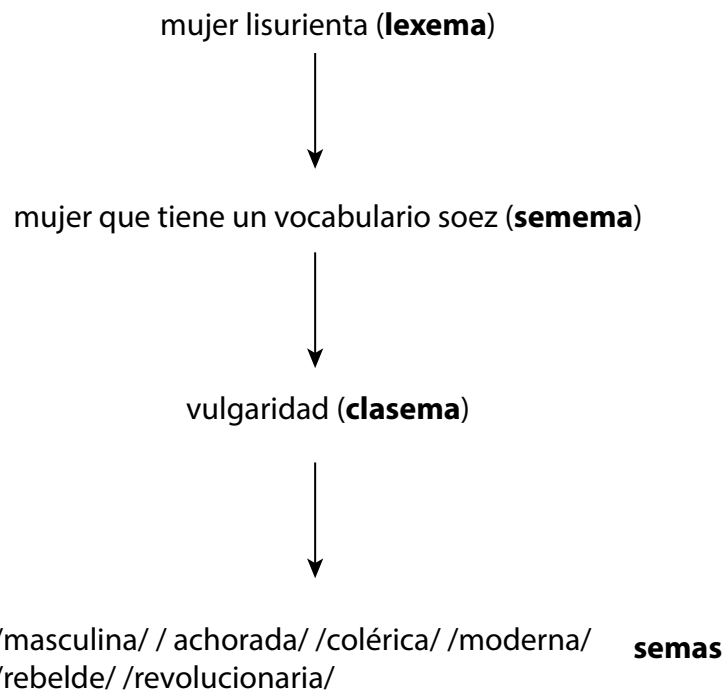 mujer lisurienta (lexema)
mujer que tiene un vocabulario soez (semema)
vulgaridad (clasema)
/masculina/ / achorada/ /colérica/ /moderna/ semas
/rebelde/ /revolucionaria/